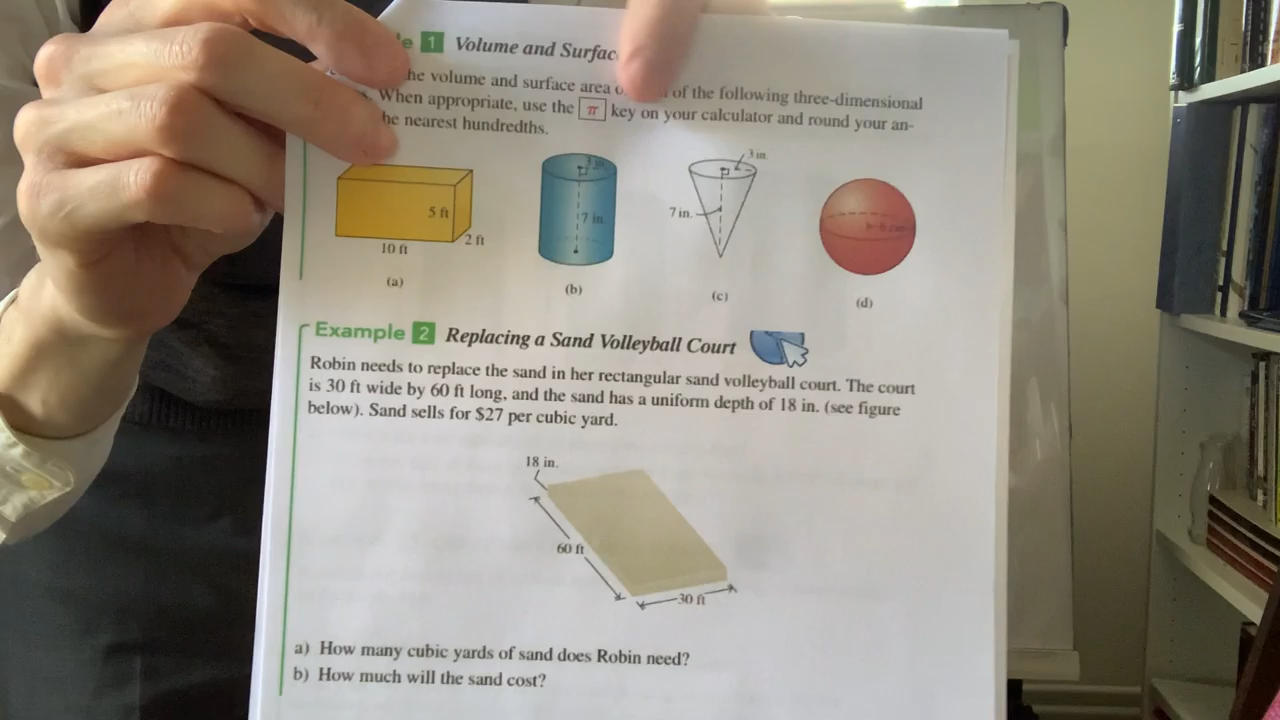 1 Volume and Surfac
he volume and surface area of the following three-dimensional
When appropriate, use the π key on your calculator and round your an-
he nearest hundredths.
3 in.
5 ft
7 in.
7 in.
2 ft
10 ft
(a)
(b)
(c)
(d)
Example 2 Replacing a Sand Volleyball Court
Robin needs to replace the sand in her rectangular sand volleyball court. The court
is 30 ft wide by 60 ft long, and the sand has a uniform depth of 18 in. (see figure
below). Sand sells for $27 per cubic yard.
18 in.
60 ft
30 ft
a) How many cubic yards of sand does Robin need?
b) How much will the sand cost?